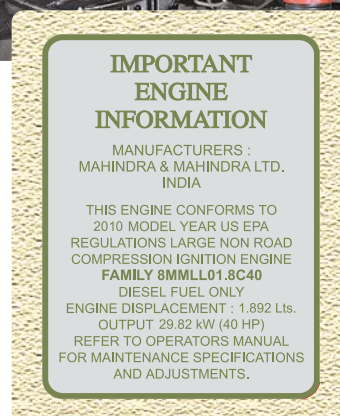 IMPORTANT
ENGINE
INFORMATION
MANUFACTURERS :
MAHINDRA & MAHINDRA LTD.
INDIA
THIS ENGINE CONFORMS TO
2010 MODEL YEAR US EPA
REGULATIONS LARGE NON ROAD
COMPRESSION IGNITION ENGINE
FAMILY 8MMLL01.8C40
DIESEL FUEL ONLY
ENGINE DISPLACEMENT : 1.892 Lts.
OUTPUT 29.82 kW (40 HP)
REFER TO OPERATORS MANUAL
FOR MAINTENANCE SPECIFICATIONS
AND ADJUSTMENTS.